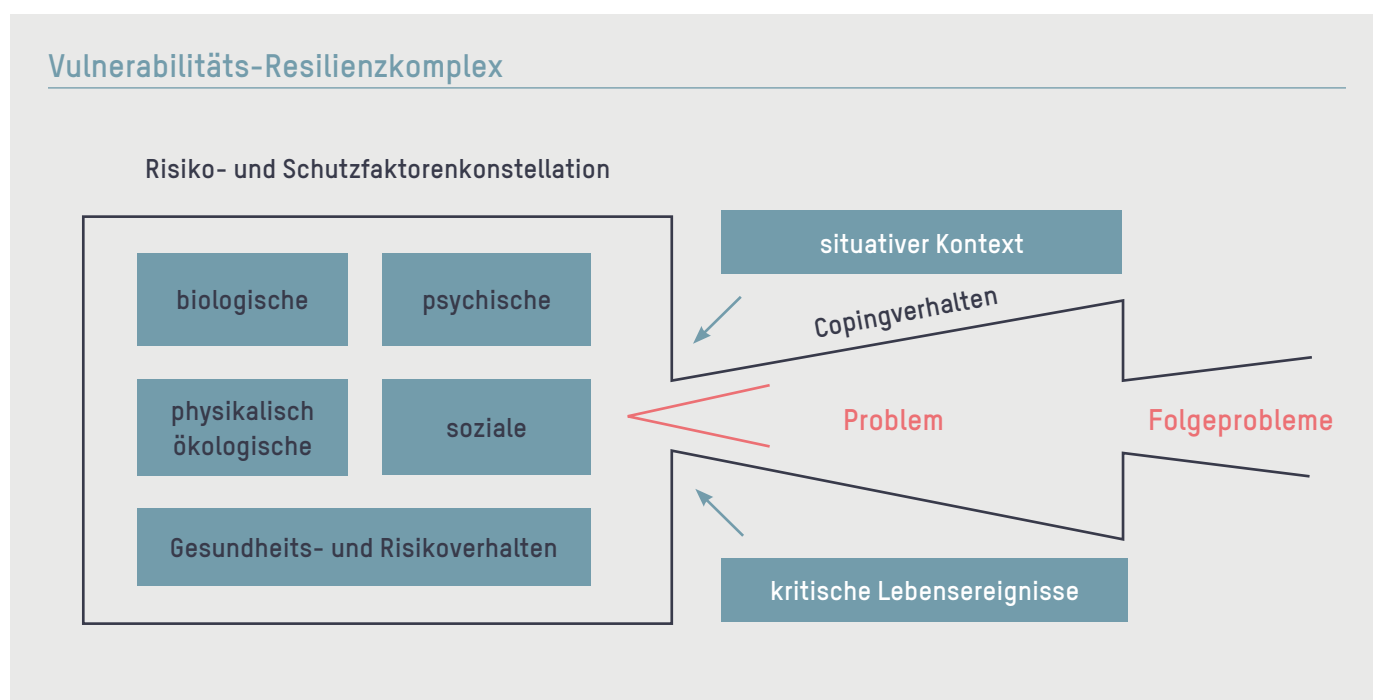 Vulnerabilitäts-Resilienzkomplex
Risiko- und Schutzfaktorenkonstellation
biologische
psychische
physikalisch
ökologische
soziale
Gesundheits- und Risikoverhalten
situativer Kontext
Copingverhalten
Problem
Folgeprobleme
kritische Lebensereignisse